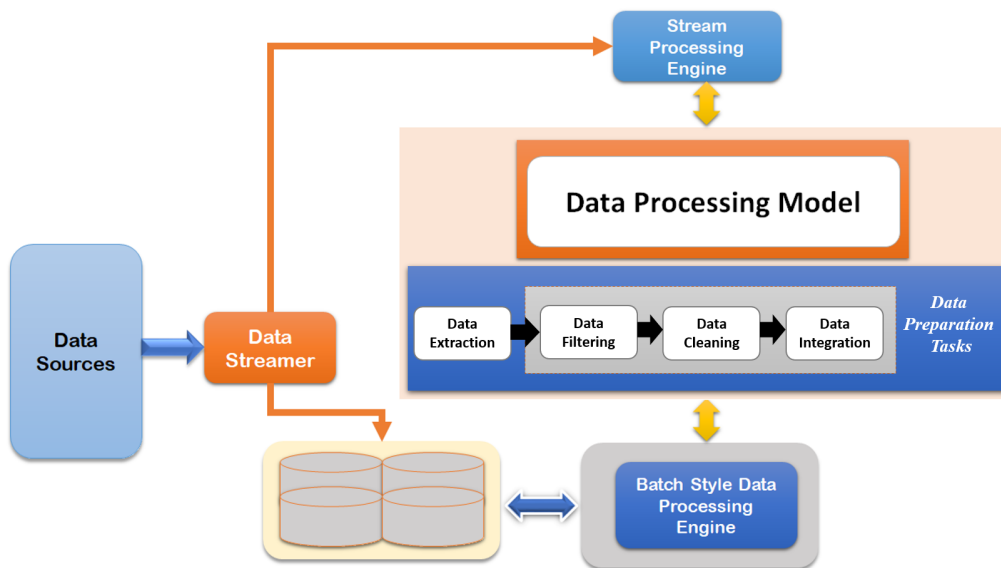 Stream
Processing
Engine
Data Processing Model
Data
Extraction
Data
Filtering
Data
Cleaning
Data
Integration
Data
Preparation
Tasks
Data
Sources
Data
Streamer
Batch Style Data
Processing
Engine